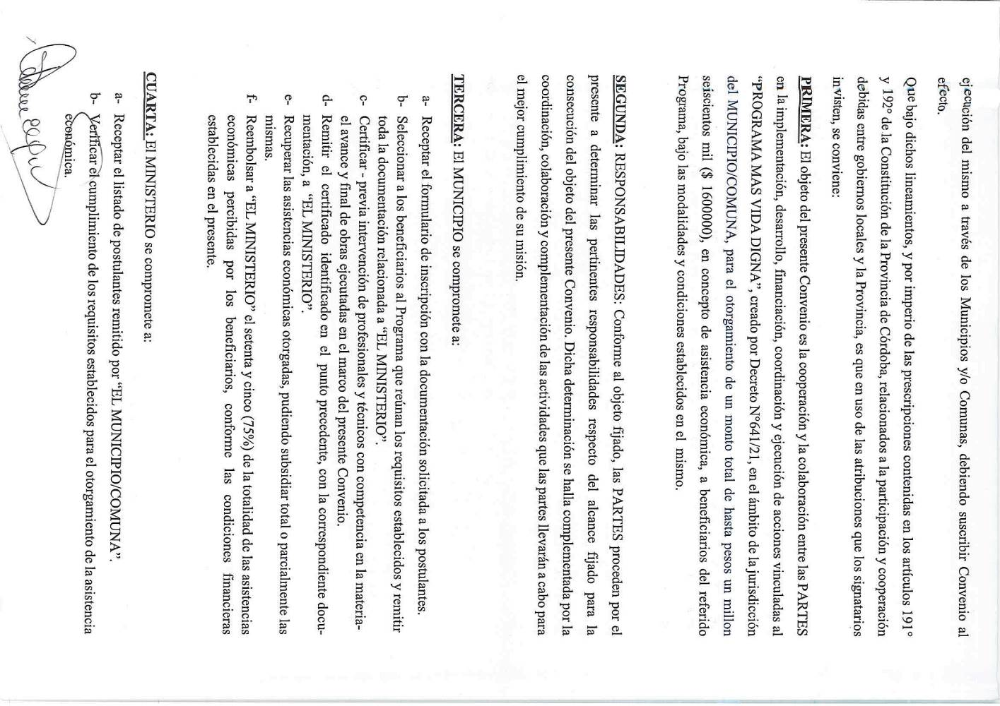 ejecución del mismo a través de los Municipios y/o Comunas, debiendo suscribir Convenio al
efecto.
Que bajo dichos lineamientos, y por imperio de las prescripciones contenidas en los artículos 191°
y 192° de la Constitución de la Provincia de Córdoba, relacionados a la participación y cooperación
debidas entre gobiernos locales y la Provincia, es que en uso de las atribuciones que los signatarios
invisten, se conviene:
PRIMERA: El objeto del presente Convenio es la cooperación y la colaboración entre las PARTES
en la implementación, desarrollo, financiación, coordinación y ejecución de acciones vinculadas al
“PROGRAMA MAS VIDA DIGNA”, creado por Decreto N°641/21, en el ámbito de la jurisdicción
del MUNICIPIO/COMUNA, para el otorgamiento de un monto total de hasta pesos un millon
seiscientos mil ($ 1600000), en concepto de asistencia económica, a beneficiarios del referido
Programa, bajo las modalidades y condiciones establecidos en el mismo.
SEGUNDA: RESPONSABILIDADES: Conforme al objeto fijado, las PARTES proceden por el
presente a determinar las pertinentes responsabilidades respecto del alcance fijado para la
consecución del objeto del presente Convenio. Dicha determinación se halla complementada por la
coordinación, colaboración y complementación de las actividades que las partes llevarán a cabo para
el mejor cumplimiento de su misión.
TERCERA: El MUNICIPIO se compromete a:
a- Receptar el formulario de inscripción con la documentación solicitada a los postulantes.
b- Seleccionar a los beneficiarios al Programa que reúnan los requisitos establecidos y remitir
toda la documentación relacionada a “EL MINISTERIO”.
c- Certificar - previa intervención de profesionales y técnicos con competencia en la materia-
el avance y final de obras ejecutadas en el marco del presente Convenio.
d- Remitir el certificado identificado en el punto precedente, con la correspondiente docu-
mentación, a “EL MINISTERIO”.
e- Recuperar las asistencias económicas otorgadas, pudiendo subsidiar total o parcialmente las
mismas.
f- Reembolsar a “EL MINISTERIO” el setenta y cinco (75%) de la totalidad de las asistencias
económicas percibidas por los beneficiarios, conforme las condiciones financieras
establecidas en el presente.
CUARTA: El MINISTERIO se compromete a:
a- Receptar el listado de postulantes remitido por “EL MUNICIPIO/COMUNA”.
b- Verificar el cumplimiento de los requisitos establecidos para el otorgamiento de la asistencia
económica.